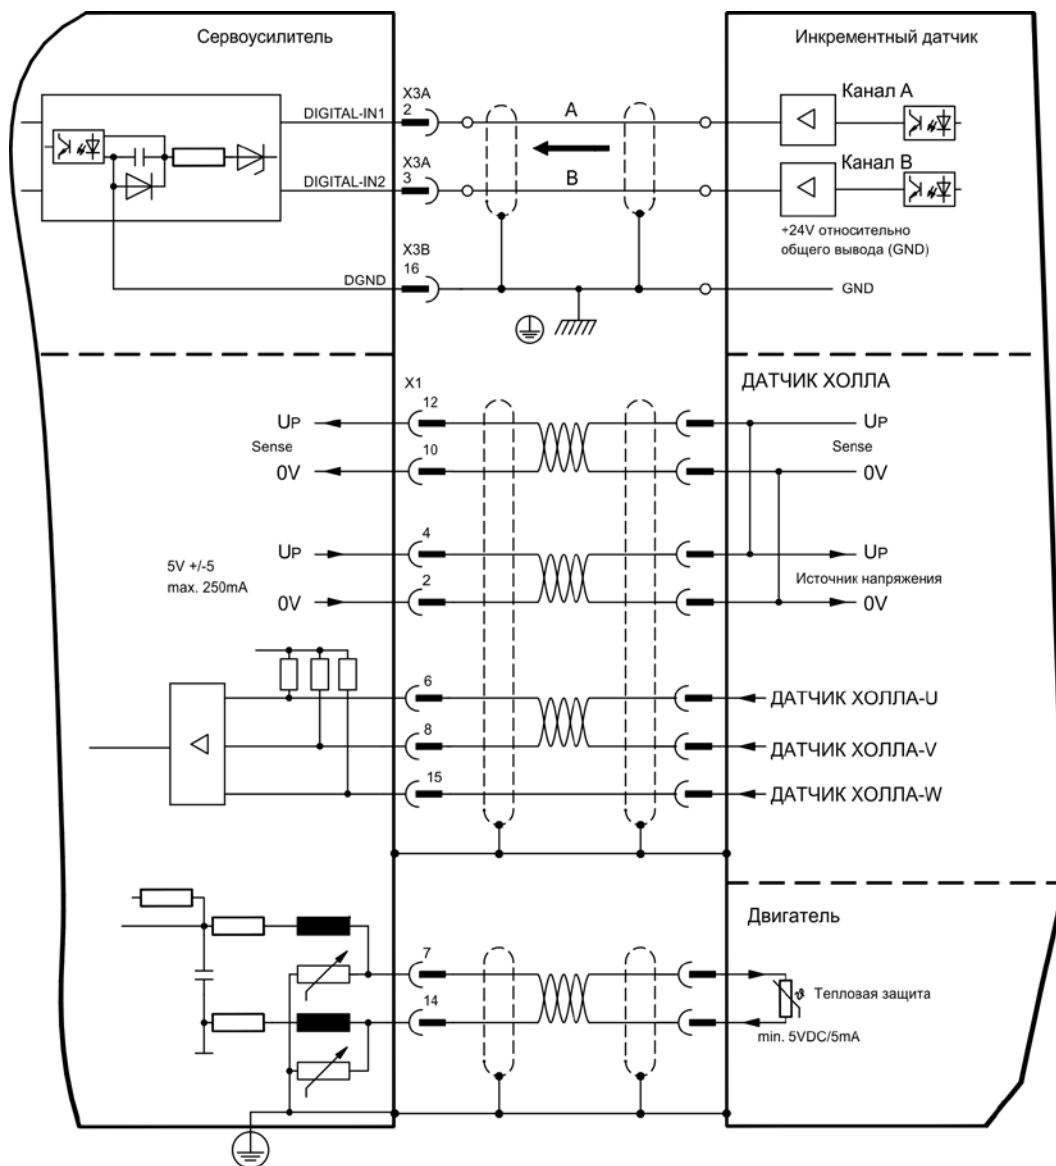 Сервоусилитель
Инкрементный датчик
X3A
2
DIGITAL-IN1
A
Канал A
X3A
3
DIGITAL-IN2
B
Канал B
+24V относительно
общего вывода (GND)
X3B
16
DGND
GND
X1
ДАТЧИК ХОЛЛА
12
UP
UP
Sense
Sense
10
0V
0V
4
UP
UP
5V +/-5
max. 250mA
Источник напряжения
2
0V
0V
6
ДАТЧИК ХОЛЛА-U
8
ДАТЧИК ХОЛЛА-V
15
ДАТЧИК ХОЛЛА-W
Двигатель
7
Тепловая защита
14
min. 5VDC/5mA